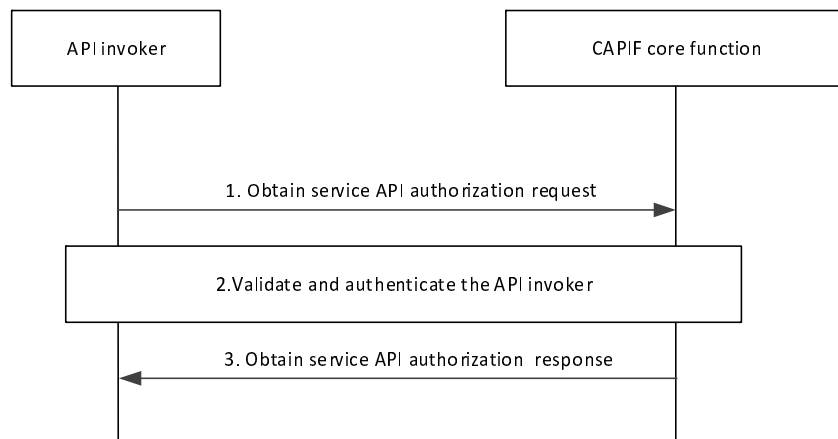 API invoker
CAPIF core function
1. Obtain service API authorization request
2.Validate and authenticate the API invoker
3. Obtain service API authorization response